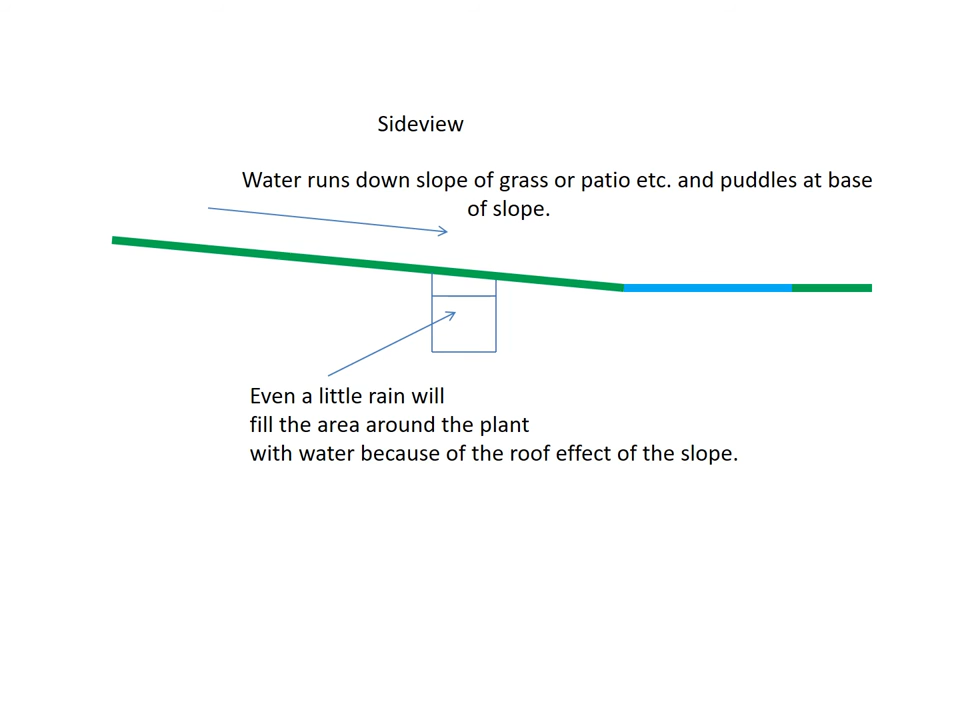 Sideview
Water runs down slope of grass or patio etc. and puddles at base
of slope.
Even a little rain will
fill the area around the plant
with water because of the roof effect of the slope.